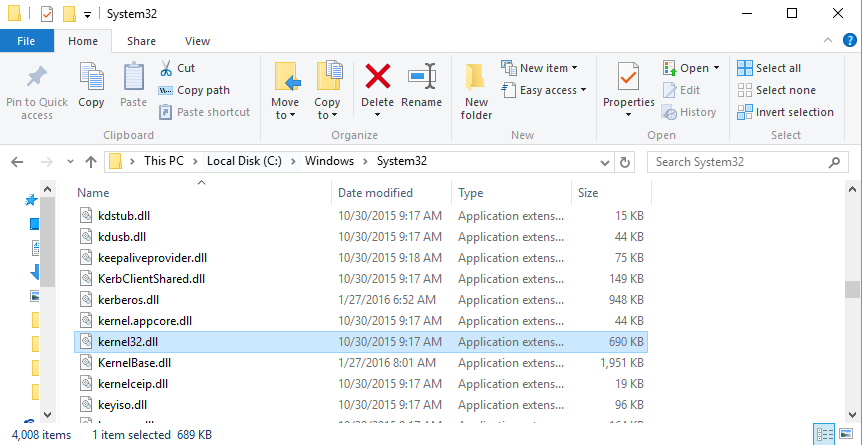 System32
File Home Share View
Pin to Quick access
Copy
Paste
Cut
Copy path
Paste shortcut
Clipboard
Move to
Copy to
Delete
Rename
Organize
New folder
New item
Easy access
New
Properties
Open
Edit
History
Open
Select all
Select none
Invert selection
Select
This PC Local Disk (C:) Windows System32
Search System32
Name Date modified Type Size
kdstub.dll 10/30/2015 9:17 AM Application extens... 15 KB
kdusb.dll 10/30/2015 9:17 AM Application extens... 44 KB
keepaliveprovider.dll 10/30/2015 9:18 AM Application extens... 75 KB
KerbClientShared.dll 10/30/2015 9:17 AM Application extens... 149 KB
kerberos.dll 1/27/2016 6:52 AM Application extens... 948 KB
kernel.appcore.dll 10/30/2015 9:17 AM Application extens... 44 KB
kernel32.dll 10/30/2015 9:17 AM Application extens... 690 KB
KernelBase.dll 1/27/2016 8:01 AM Application extens... 1,951 KB
kernelceip.dll 10/30/2015 9:17 AM Application extens... 19 KB
keyiso.dll 10/30/2015 9:17 AM Application extens... 96 KB
4,008 items 1 item selected 689 KB